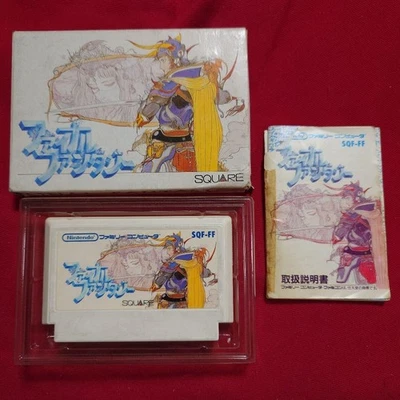 ファイナル
ファンタジー
SQUARE
Nintendo ファミリーコンピュータ SQF-FF
ファイナル
ファンタジー
SQUARE
ファミリーコンピュータ
SQF-FF
ファイナル
ファンタジー
取扱説明書